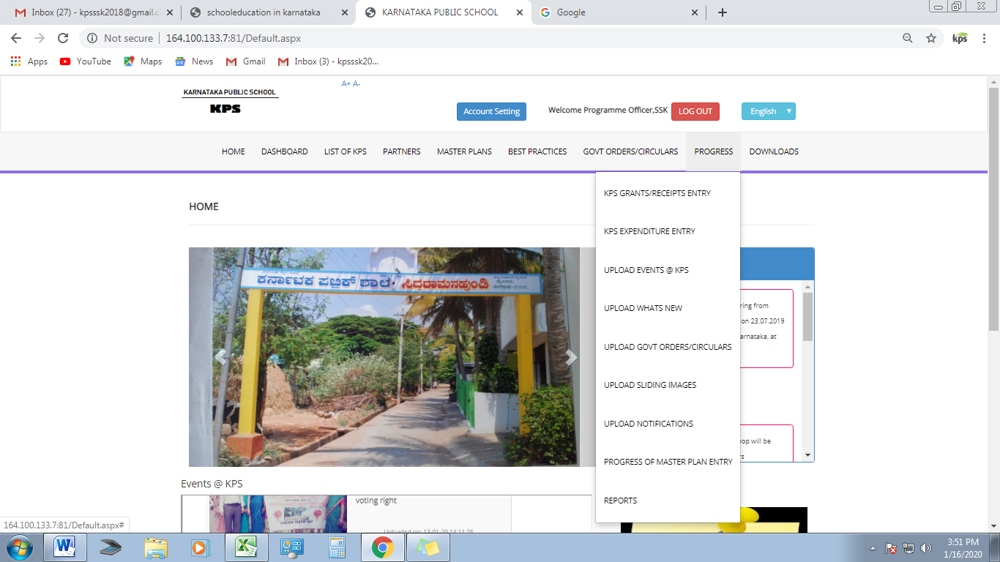 Inbox (27) - kpsssk2018@gmail.c
schooleducation in karnataka
KARNATAKA PUBLIC SCHOOL
Google
Not secure
164.100.133.7:81/Default.aspx
kps
Apps
YouTube
Maps
News
Gmail
Inbox (3) - kpsssk20...
KARNATAKA PUBLIC SCHOOL
KPS
A+ A-
Account Setting
Welcome Programme Officer,SSK
LOG OUT
English
HOME
DASHBOARD
LIST OF KPS
PARTNERS
MASTER PLANS
BEST PRACTICES
GOVT ORDERS/CIRCULARS
PROGRESS
DOWNLOADS
KPS GRANTS/RECEIPTS ENTRY
KPS EXPENDITURE ENTRY
UPLOAD EVENTS @ KPS
UPLOAD WHATS NEW
UPLOAD GOVT ORDERS/CIRCULARS
UPLOAD SLIDING IMAGES
UPLOAD NOTIFICATIONS
PROGRESS OF MASTER PLAN ENTRY
REPORTS
HOME
ಕರ್ನಾಟಕ ಪಬ್ಲಿಕ್ ಶಾಲೆ ಸಿದ್ದರಾಮನಹುಂಡಿ
ring from
on 23.07.2019
arnataka, at
hop will be
rs
Events @ KPS
voting right
Uploaded on: 13-01-20 14:11:26
164.100.133.7:81/Default.aspx#
3:51 PM
1/16/2020